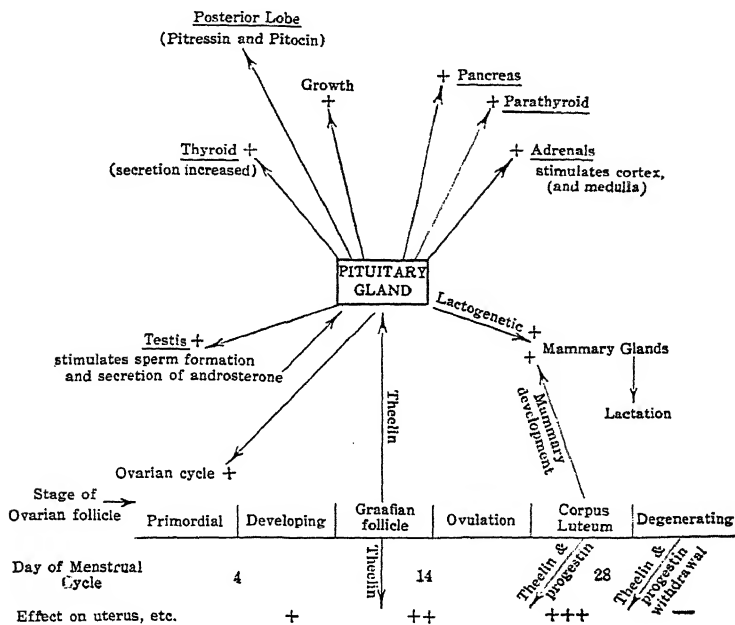 Posterior Lobe
(Pitressin and Pitocin)
Growth
+
+ Pancreas
+ Parathyroid
Thyroid +
(secretion increased)
+ Adrenals
stimulates cortex,
(and medulla)
PITUITARY
GLAND
Lactogenetic +
+ Mammary Glands
Testis +
stimulates sperm formation
and secretion of androsterone
Theelin
Mammary
development
Lactation
Ovarian cycle +
Stage of
Ovarian follicle
Primordial Developing Graafian follicle Ovulation Corpus Luteum Degenerating
Theelin
Theelin &
progestin
Theelin &
progestin
withdrawal
Day of Menstrual
Cycle
4 14 28
Effect on uterus, etc. + ++ +++ —